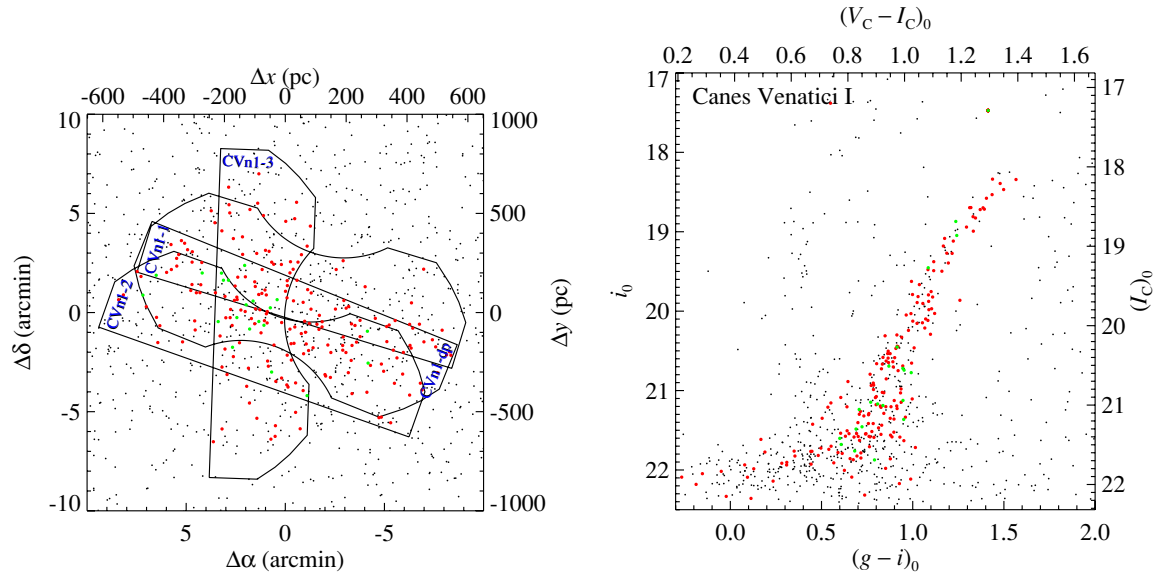 Δx (pc)
-600 -400 -200 0 200 400 600
10 5 0 -5 -10
Δδ (arcmin)
CVn1-3
CVn1-1
CVn1-2
CVn1-dp
1000 500 0 -500 -1000
Δy (pc)
5 0 -5
Δα (arcmin)
(V_C − I_C)_0
0.2 0.4 0.6 0.8 1.0 1.2 1.4 1.6
Canes Venatici I
17 18 19 20 21 22
i_0
17 18 19 20 21 22
(I_C)_0
0.0 0.5 1.0 1.5 2.0
(g − i)_0